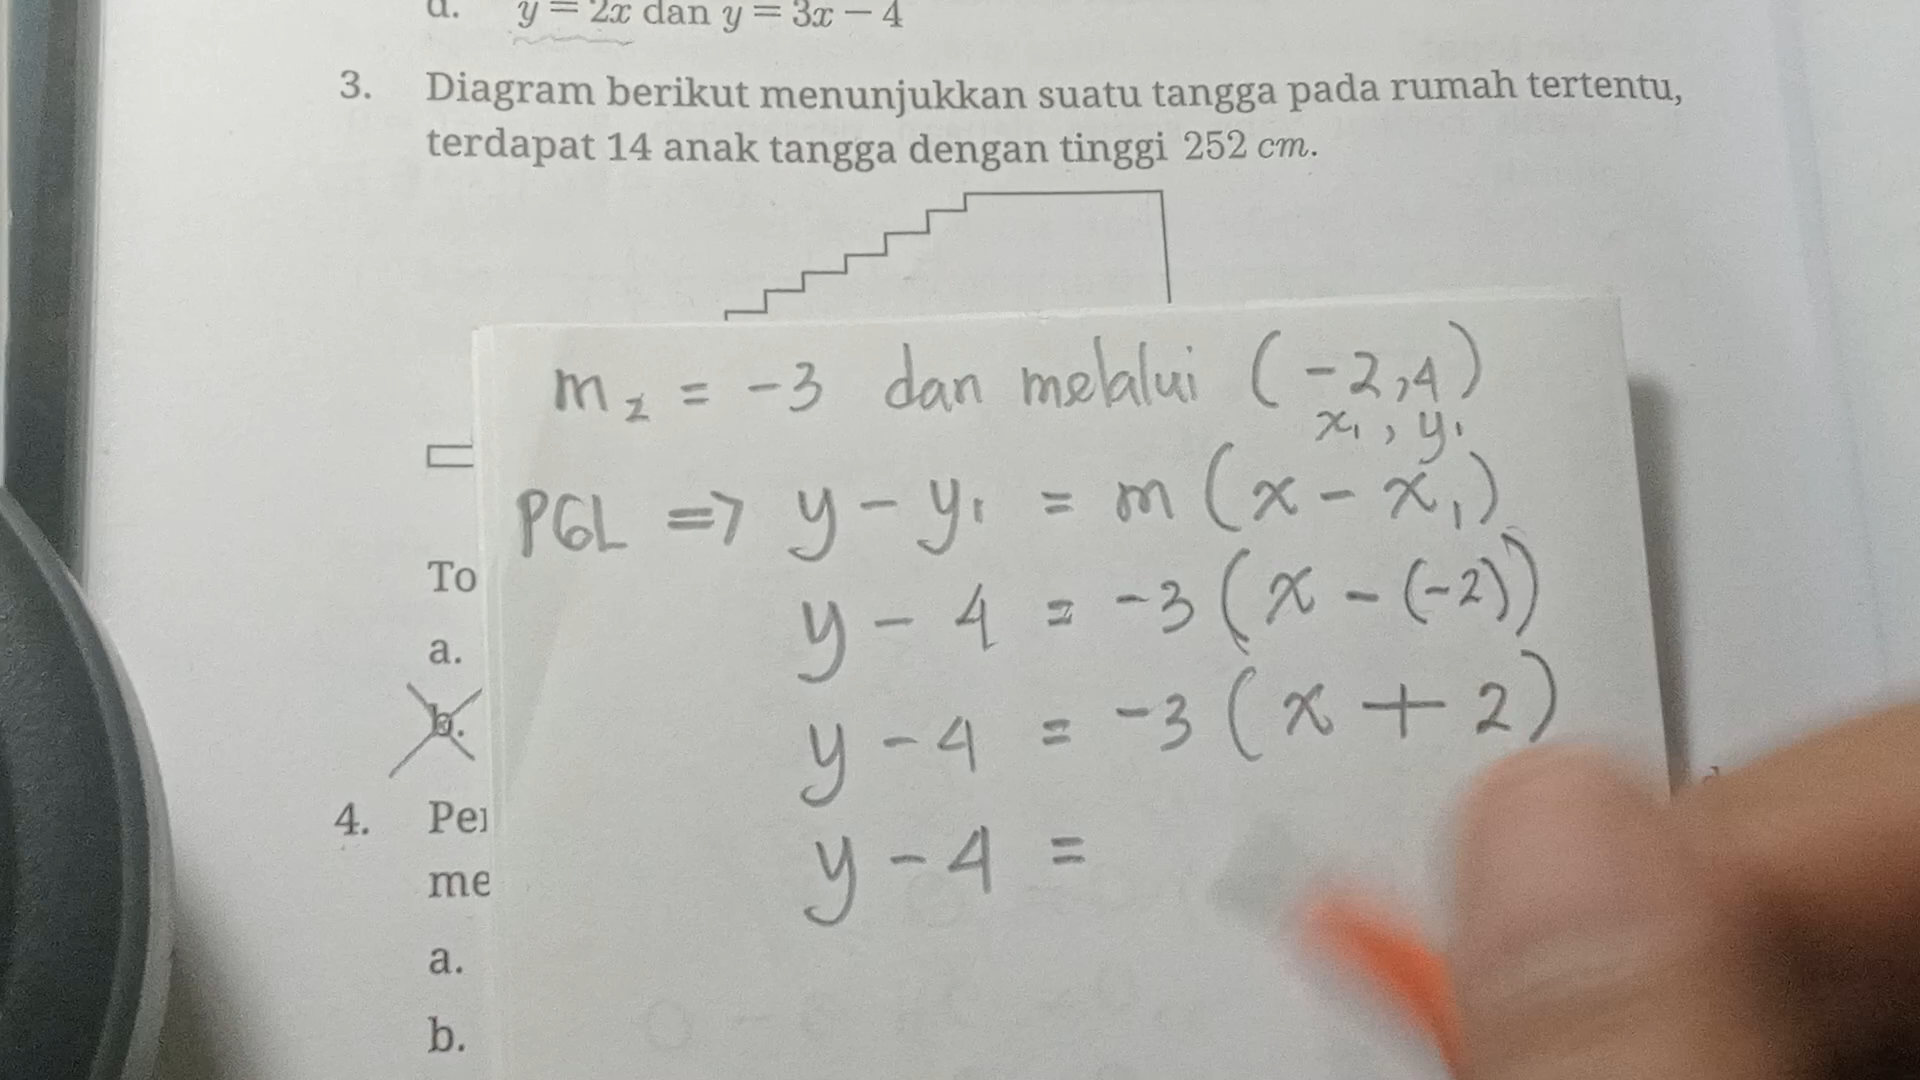 d. y = 2x dan y = 3x − 4
3. Diagram berikut menunjukkan suatu tangga pada rumah tertentu,
terdapat 14 anak tangga dengan tinggi 252 cm.
m₂ = -3 dan melalui (-2,4)
x₁, y₁
PGL => y - y₁ = m (x - x₁)
y - 4 = -3 (x - (-2))
y - 4 = -3 (x + 2)
y - 4 =
To
a.
b.
4.
me
a.
b.